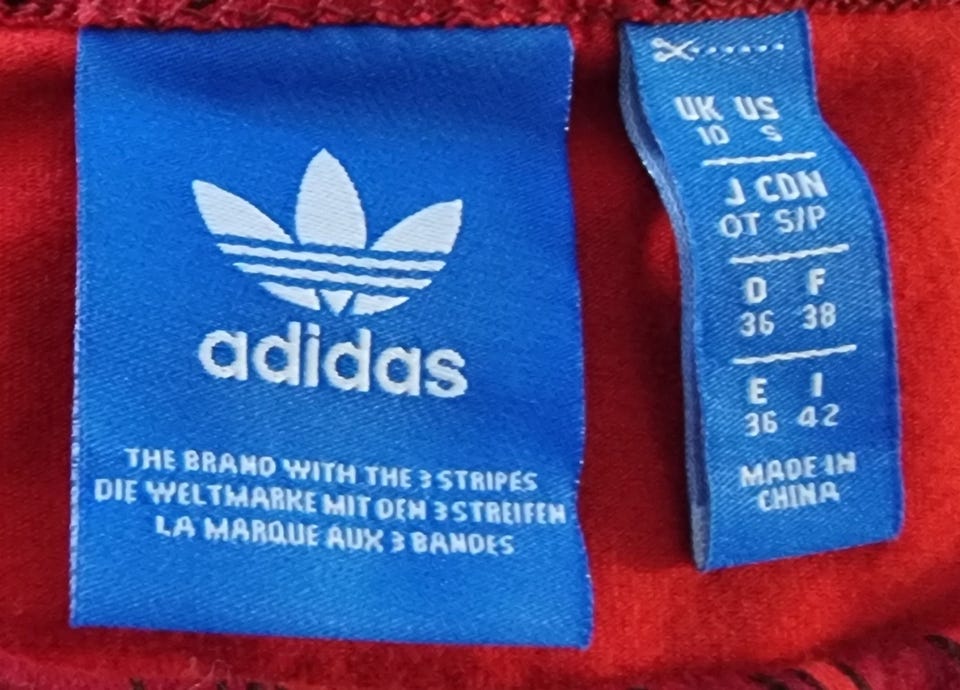 adidas
THE BRAND WITH THE 3 STRIPES
DIE WELTMARKE MIT DEN 3 STREIFEN
LA MARQUE AUX 3 BANDES
UK US
10 S
J CDN
OT S/P
D F
36 38
E I
36 42
MADE IN
CHINA